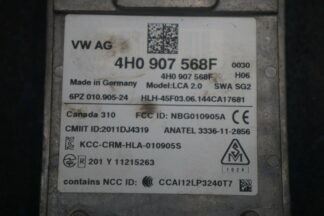 VW AG
4H0 907 568F 0030
4H0 907 568F H06
Made in Germany Model:LCA 2.0 SWA SG2
6PZ 010.905-24 HLH-45F03.06.144CA17681
Canada 310 FCC ID: NBG010905A
CMIIT ID:2011DJ4319 ANATEL 3336-11-2856
KCC-CRM-HLA-010905S
201 Y 11215263
contains NCC ID: CCAI12LP3240T7